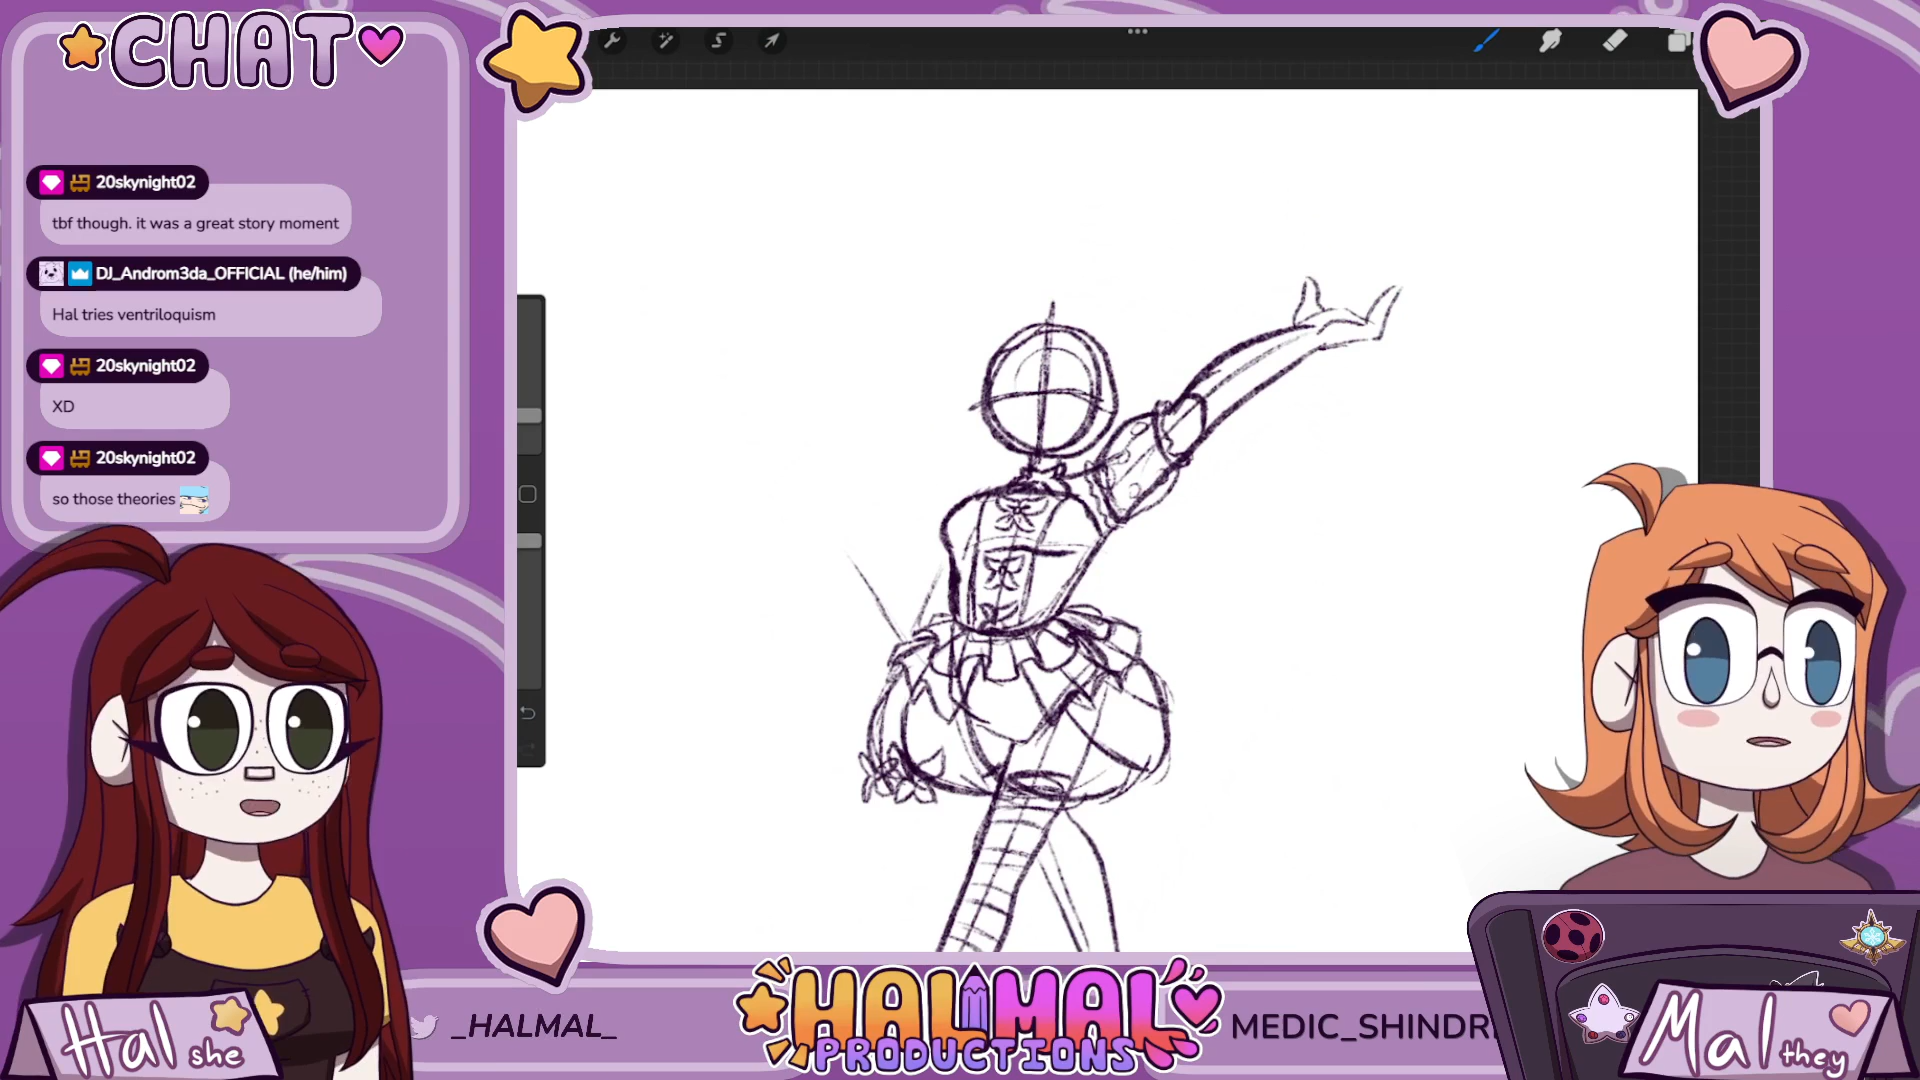 CHAT
20skynight02
tbf though. it was a great story moment
DJ_Androm3da_OFFICIAL (he/him)
Hal tries ventriloquism
20skynight02
XD
20skynight02
so those theories
Hal she
_HALMAL_
HALMAL
PRODUCTIONS
MEDIC_SHINDR
Mal they